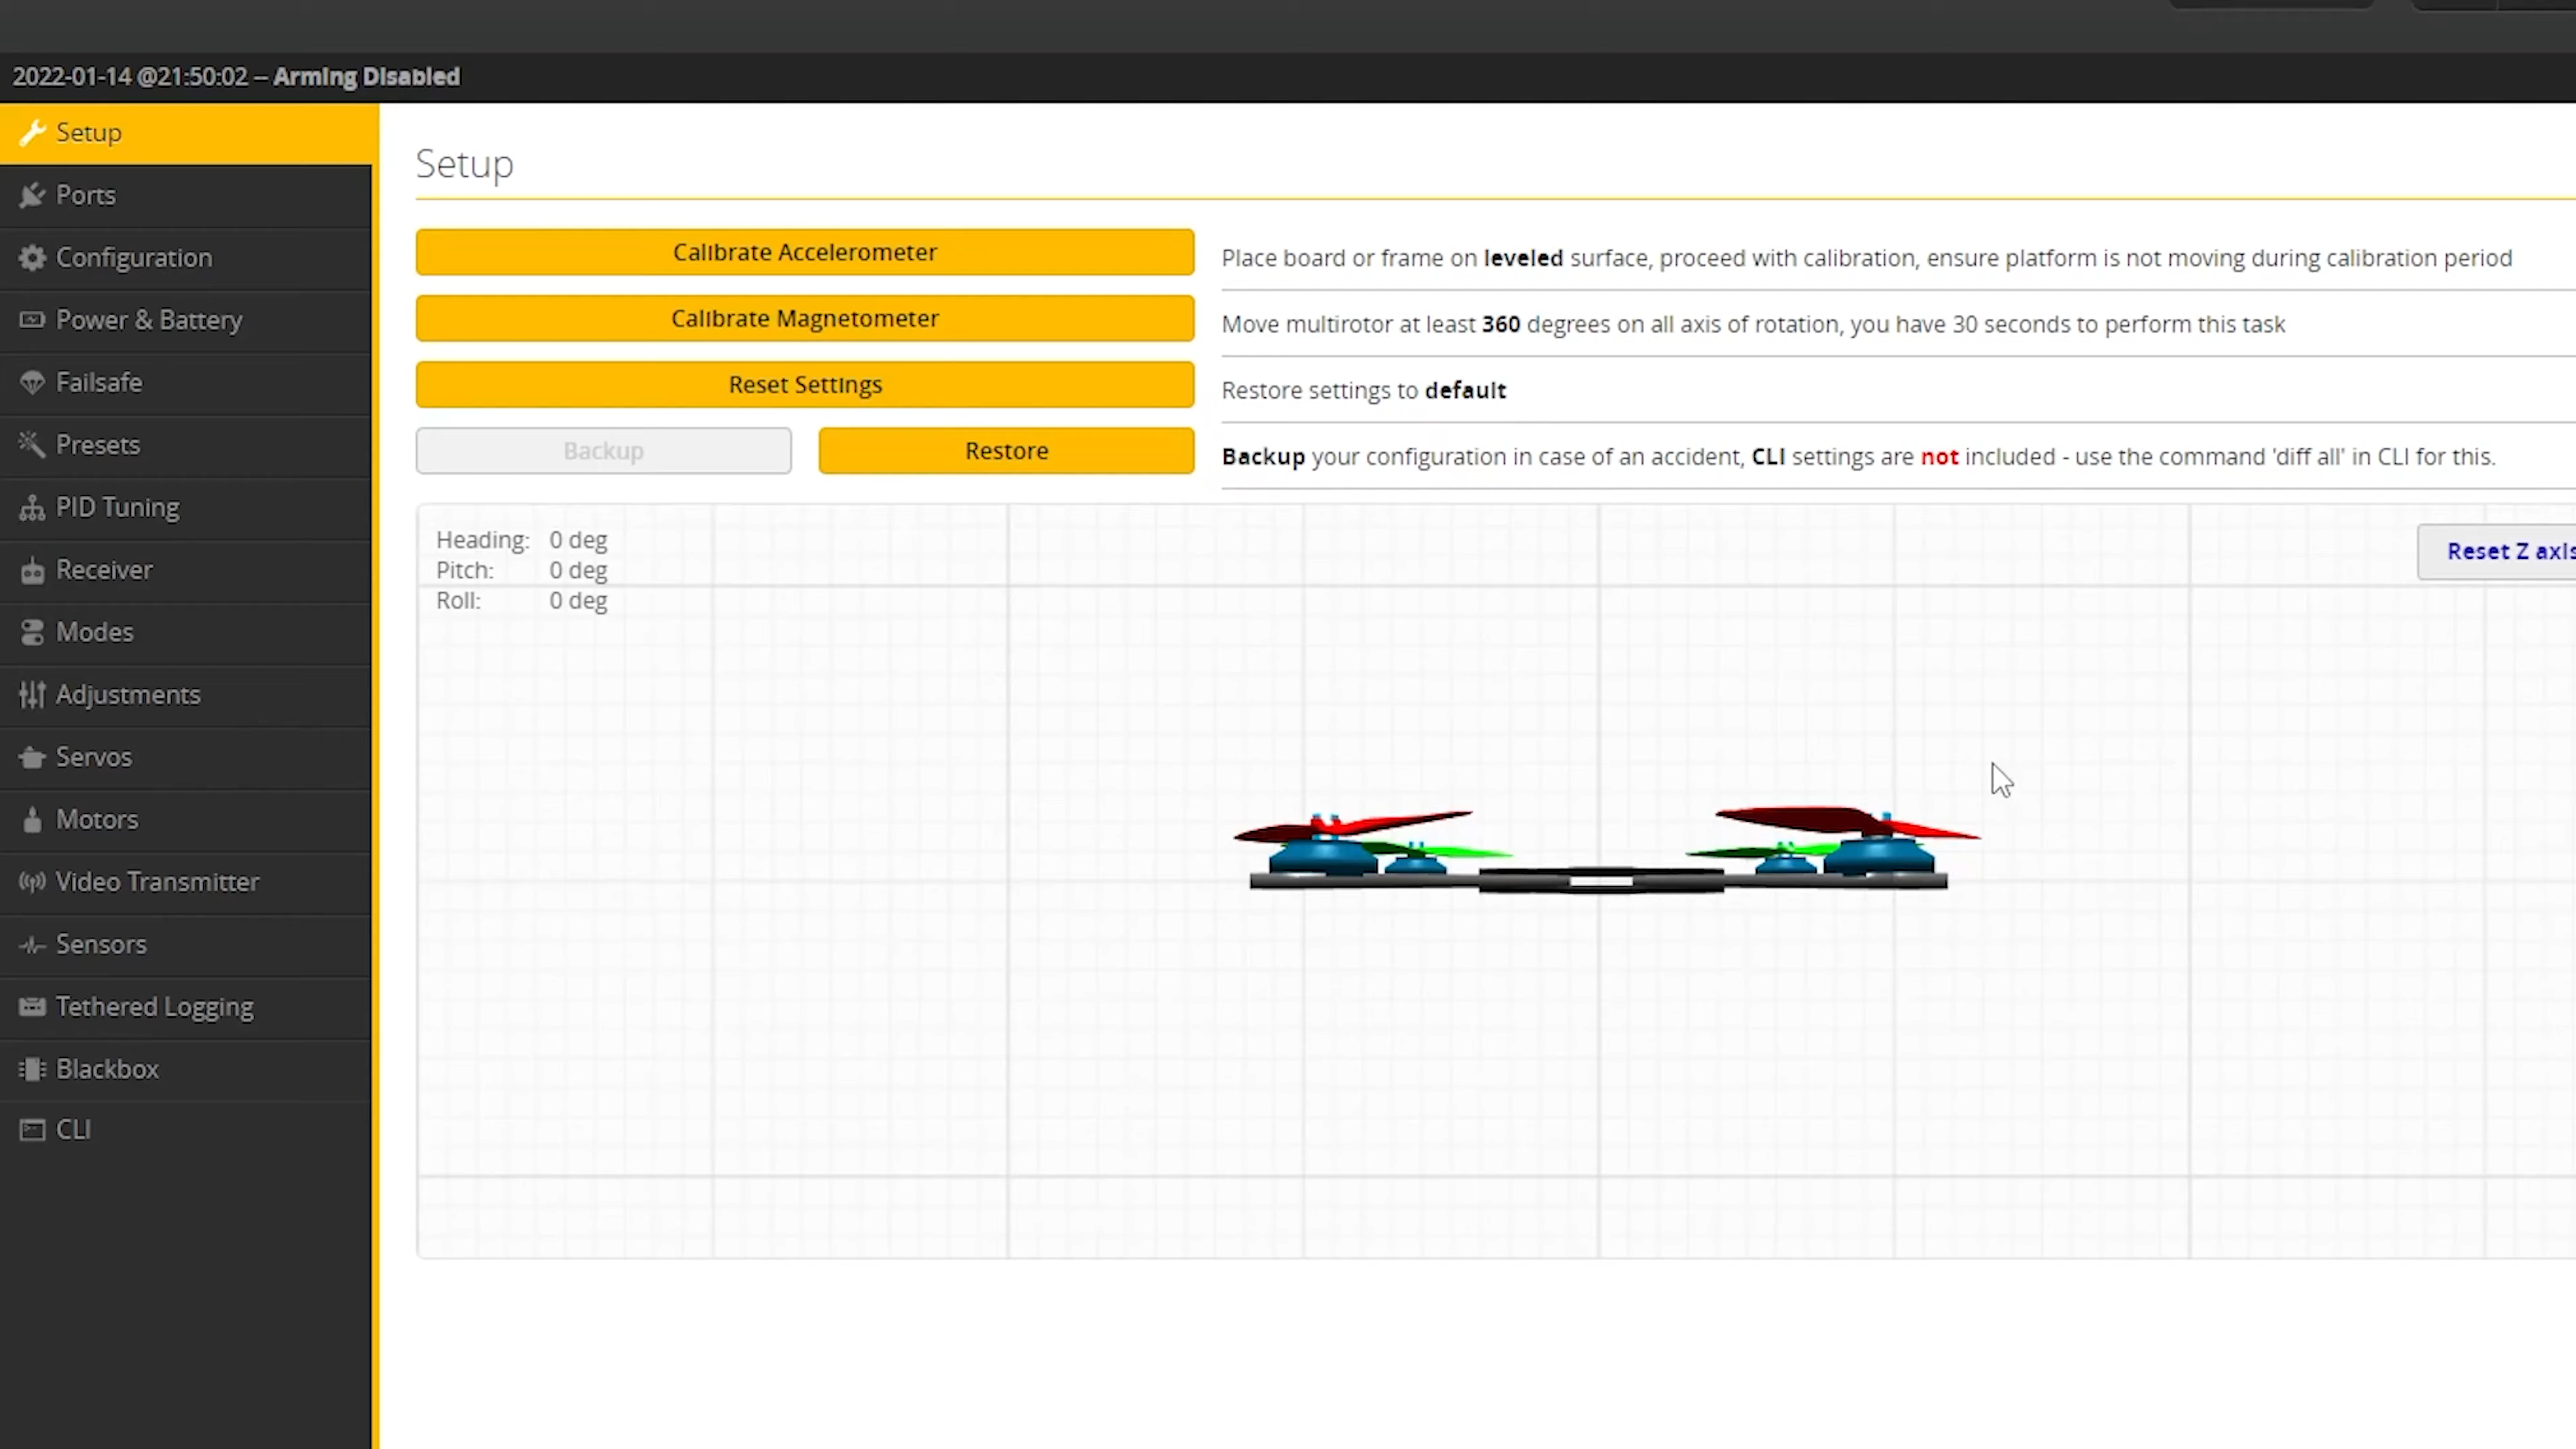 2022-01-14 @21:50:02 -- Arming Disabled
Setup
Ports
Configuration
Power & Battery
Failsafe
Presets
PID Tuning
Receiver
Modes
Adjustments
Servos
Motors
Video Transmitter
Sensors
Tethered Logging
Blackbox
CLI
Setup
Calibrate Accelerometer
Place board or frame on leveled surface, proceed with calibration, ensure platform is not moving during calibration period
Calibrate Magnetometer
Move multirotor at least 360 degrees on all axis of rotation, you have 30 seconds to perform this task
Reset Settings
Restore settings to default
Backup
Restore
Backup your configuration in case of an accident, CLI settings are not included - use the command 'diff all' in CLI for this.
Heading: 0 deg
Pitch: 0 deg
Roll: 0 deg
Reset Z axis